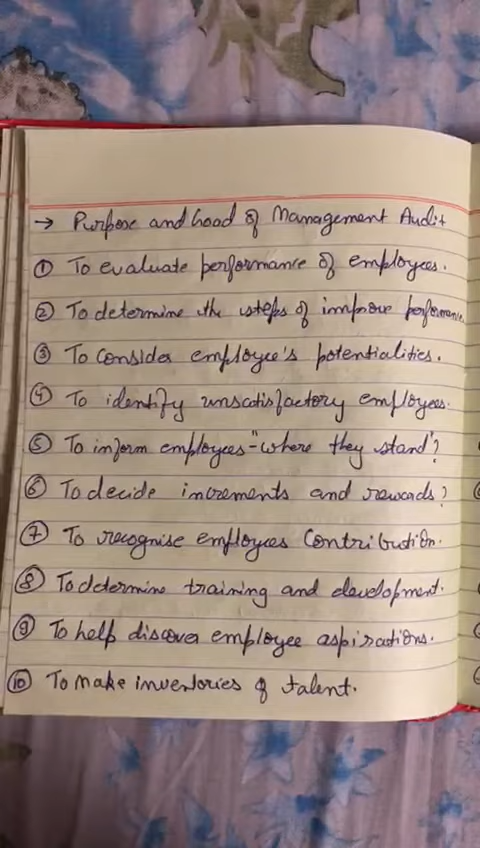 → Purpose and Goad of Management Audit
① To evaluate performance of employees.
② To determine the steps of improve performance.
③ To consider employee's potentialities.
④ To identify unsatisfactory employees.
⑤ To inform employees "where they stand"?
⑥ To decide increments and rewards?
⑦ To recognise employees Contribution.
⑧ To determine training and development.
⑨ To help discover employee aspirations.
⑩ To make inventories of talent.